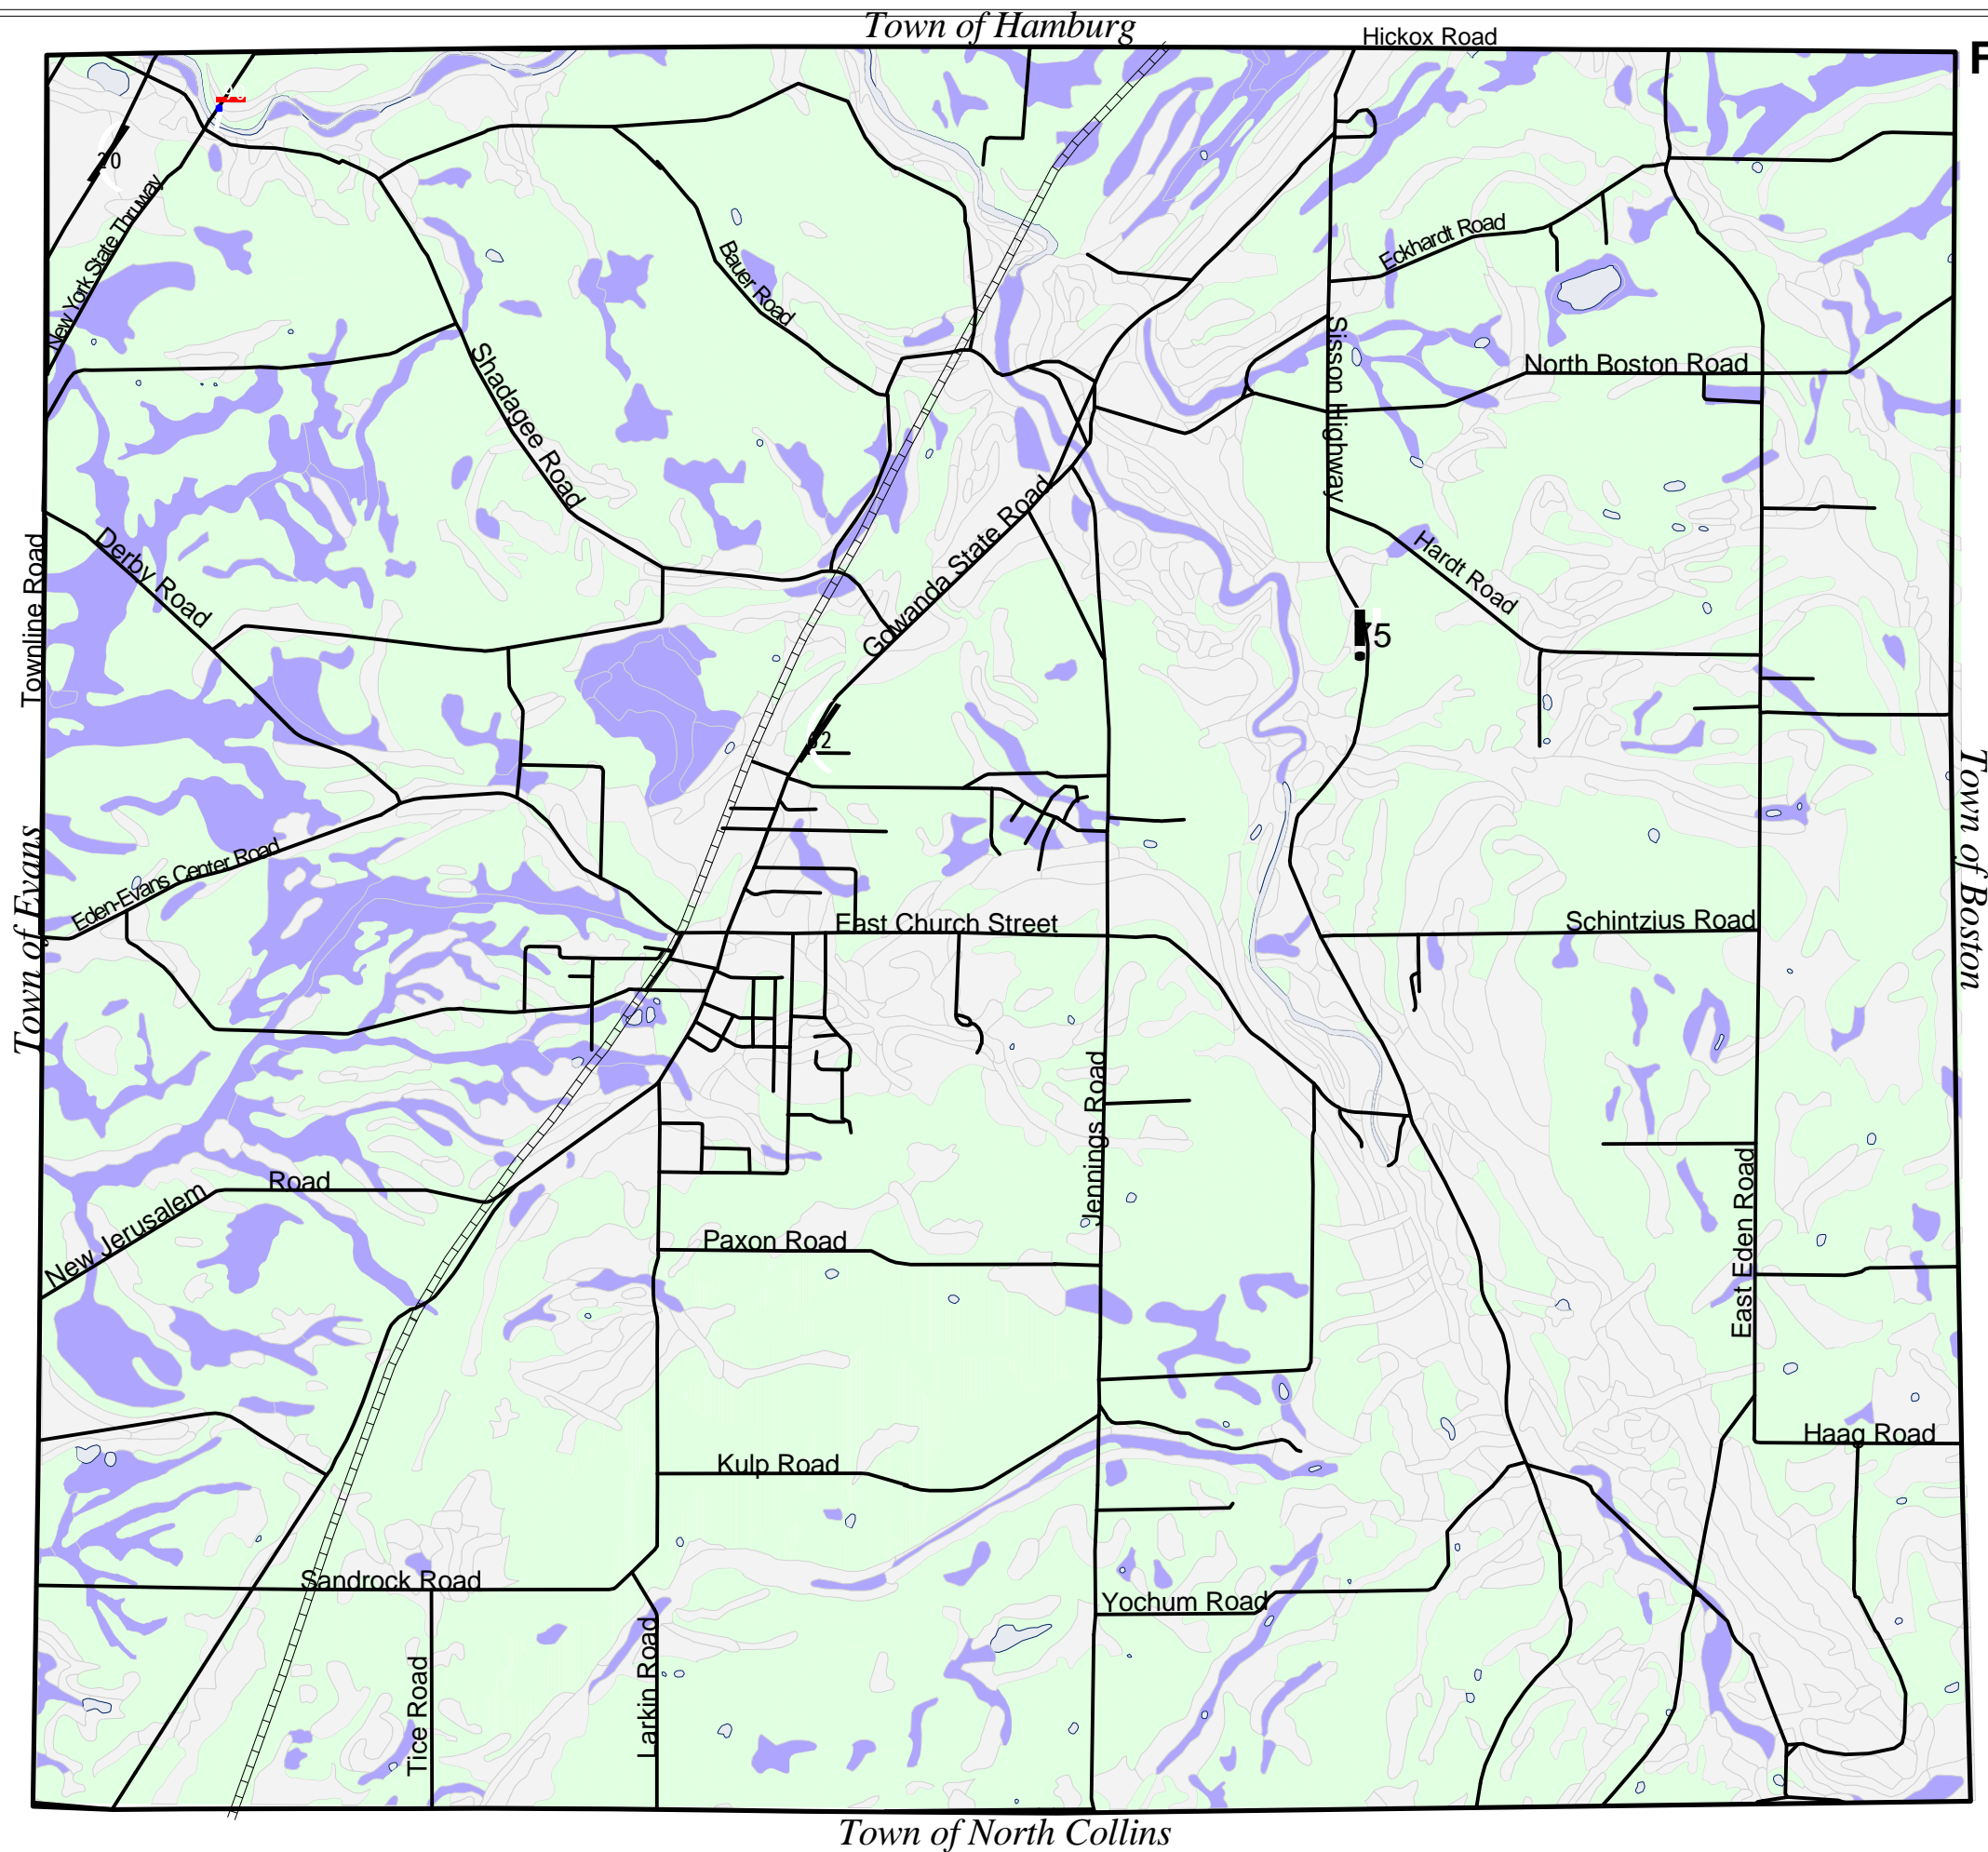 Town of Hamburg
Hickox Road
F
20
New York State Thruway
Eckhardt Road
Bauer Road
Sisson Highway
North Boston Road
Shadagee Road
Gowanda State Road
Townline Road
Derby Road
Hardt Road
75
62
Town of Boston
Town of Evans
Eden-Evans Center Road
East Church Street
Schintzius Road
Jennings Road
New Jerusalem Road
Paxon Road
East Eden Road
Haag Road
Kulp Road
Sandrock Road
Yochum Road
Tice Road
Larkin Road
Town of North Collins